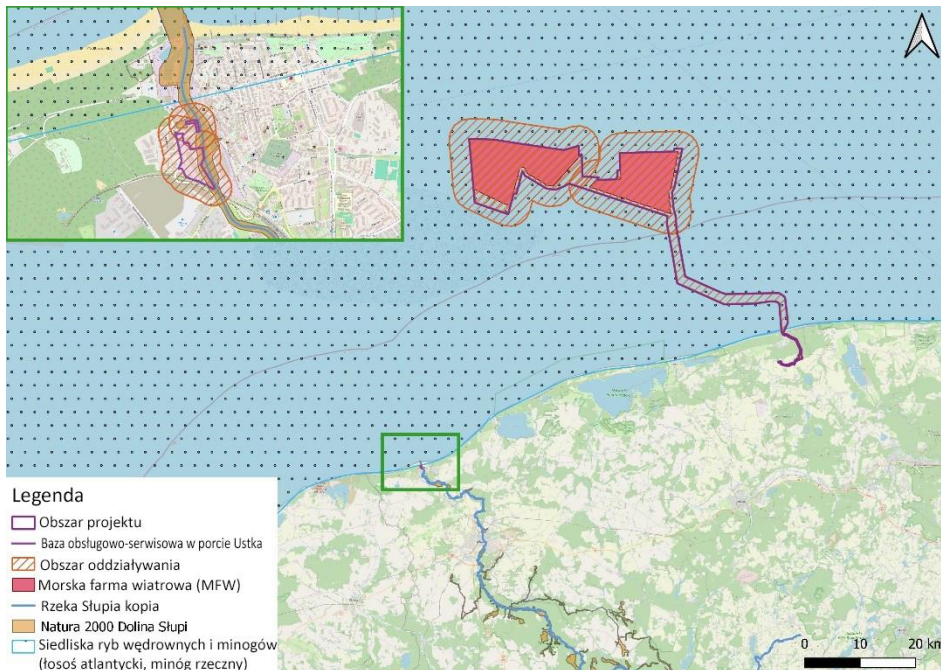 Legenda
Obszar projektu
Baza obsługowo-serwisowa w porcie Ustka
Obszar oddziaływania
Morska farma wiatrowa (MFW)
Rzeka Słupia kopia
Natura 2000 Dolina Słupi
Siedliska ryb wędrownych i minogów
(łosoś atlantycki, minóg rzeczny)
0 10 20 km